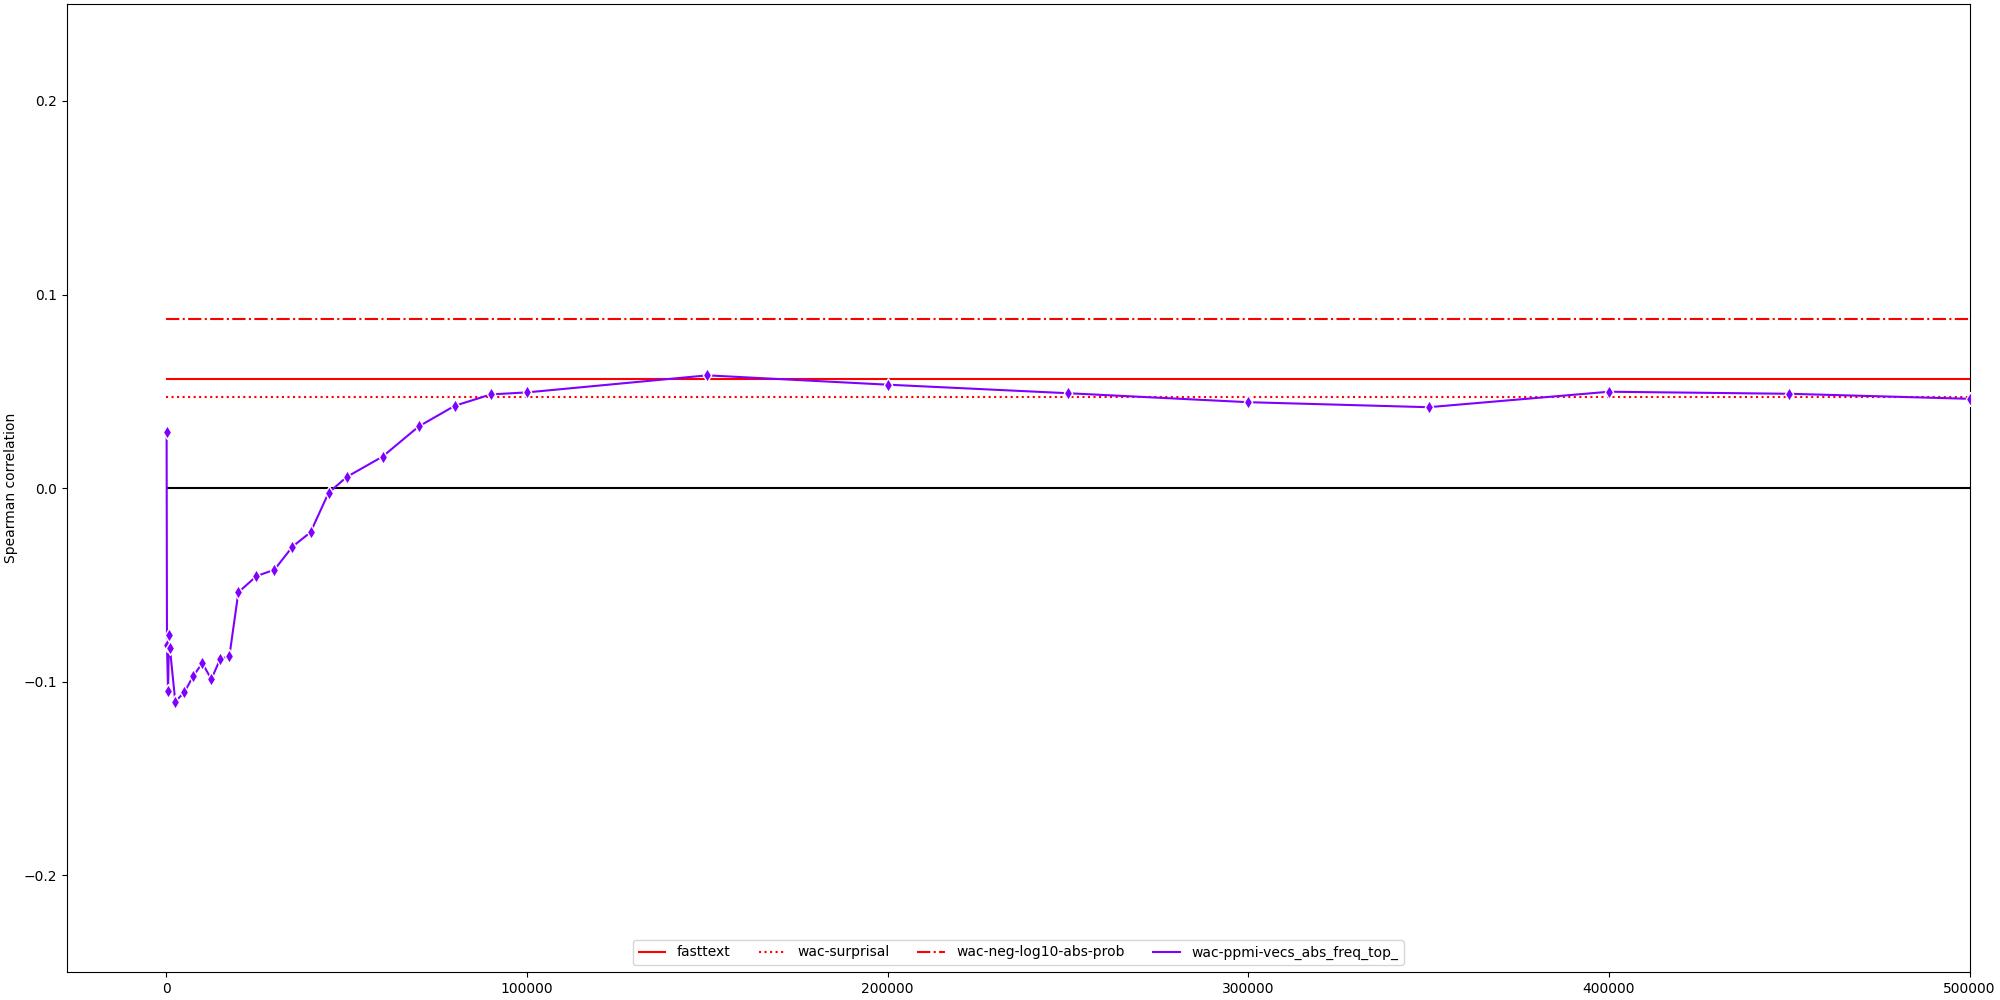 0.2
0.1
0.0
−0.1
−0.2
Spearman correlation
0 100000 200000 300000 400000 500000
fasttext wac-surprisal wac-neg-log10-abs-prob wac-ppmi-vecs_abs_freq_top_